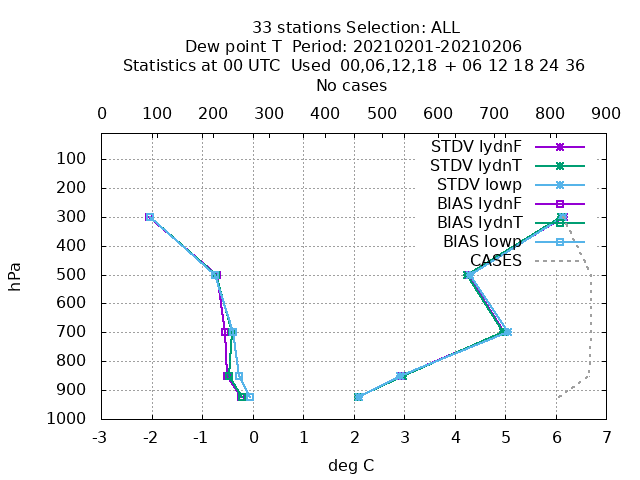 33 stations Selection: ALL
Dew point T  Period: 20210201-20210206
Statistics at 00 UTC  Used  00,06,12,18  + 06 12 18 24 36
No cases
0 100 200 300 400 500 600 700 800 900
STDV lydnF
STDV lydnT
STDV lowp
BIAS lydnF
BIAS lydnT
BIAS lowp
CASES
hPa
100
200
300
400
500
600
700
800
900
1000
-3 -2 -1 0 1 2 3 4 5 6 7
deg C